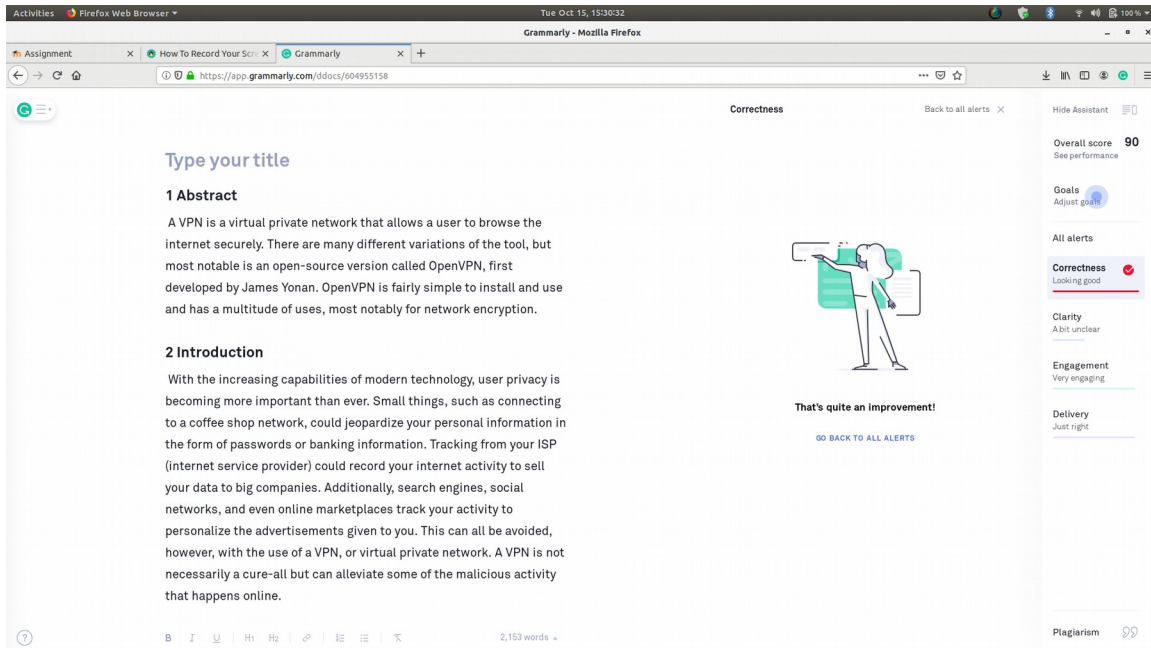 Activities Firefox Web Browser Tue Oct 15, 15:30:32 100 %
Grammarly - Mozilla Firefox
Assignment How To Record Your Scre Grammarly
https://app.grammarly.com/ddocs/604955158
Correctness Back to all alerts Hide Assistant
Overall score 90
See performance
Goals
Adjust goals
All alerts
Correctness
Looking good
Clarity
A bit unclear
Engagement
Very engaging
Delivery
Just right
Plagiarism
Type your title
1 Abstract
A VPN is a virtual private network that allows a user to browse the
internet securely. There are many different variations of the tool, but
most notable is an open-source version called OpenVPN, first
developed by James Yonan. OpenVPN is fairly simple to install and use
and has a multitude of uses, most notably for network encryption.
2 Introduction
With the increasing capabilities of modern technology, user privacy is
becoming more important than ever. Small things, such as connecting
to a coffee shop network, could jeopardize your personal information in
the form of passwords or banking information. Tracking from your ISP
(internet service provider) could record your internet activity to sell
your data to big companies. Additionally, search engines, social
networks, and even online marketplaces track your activity to
personalize the advertisements given to you. This can all be avoided,
however, with the use of a VPN, or virtual private network. A VPN is not
necessarily a cure-all but can alleviate some of the malicious activity
that happens online.
B I U H1 H2 2,153 words
That's quite an improvement!
GO BACK TO ALL ALERTS